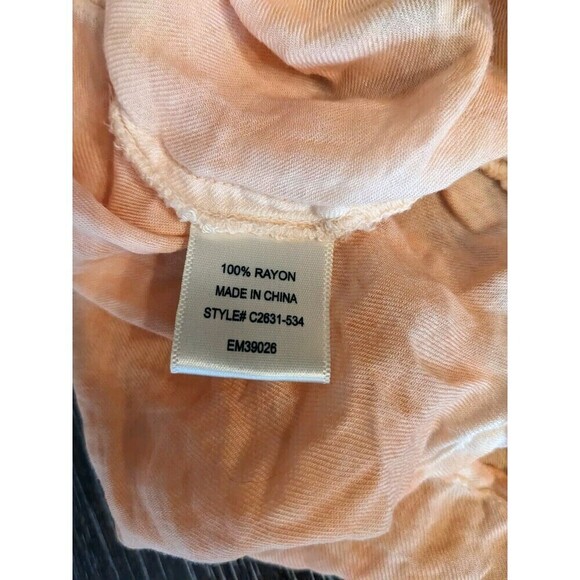 100% RAYON
MADE IN CHINA
STYLE# C2631-534
EM39026